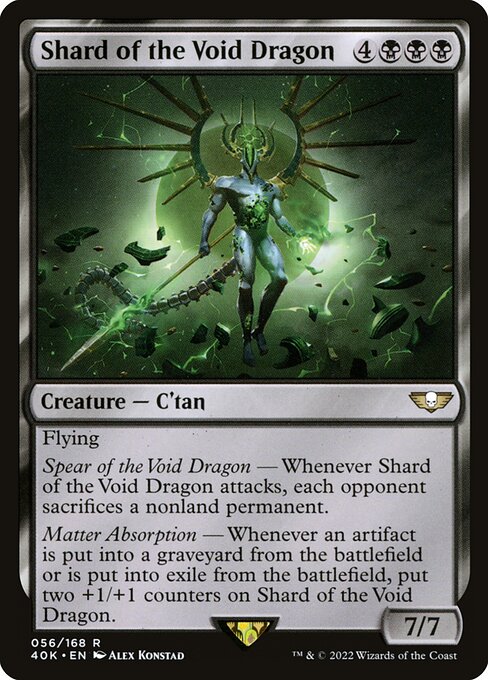 Shard of the Void Dragon 4
Creature — C'tan
Flying
Spear of the Void Dragon — Whenever Shard
of the Void Dragon attacks, each opponent
sacrifices a nonland permanent.
Matter Absorption — Whenever an artifact
is put into a graveyard from the battlefield
or is put into exile from the battlefield, put
two +1/+1 counters on Shard of the Void
Dragon.
7/7
056/168 R
40K • EN Alex Konstad
™ & © 2022 Wizards of the Coast